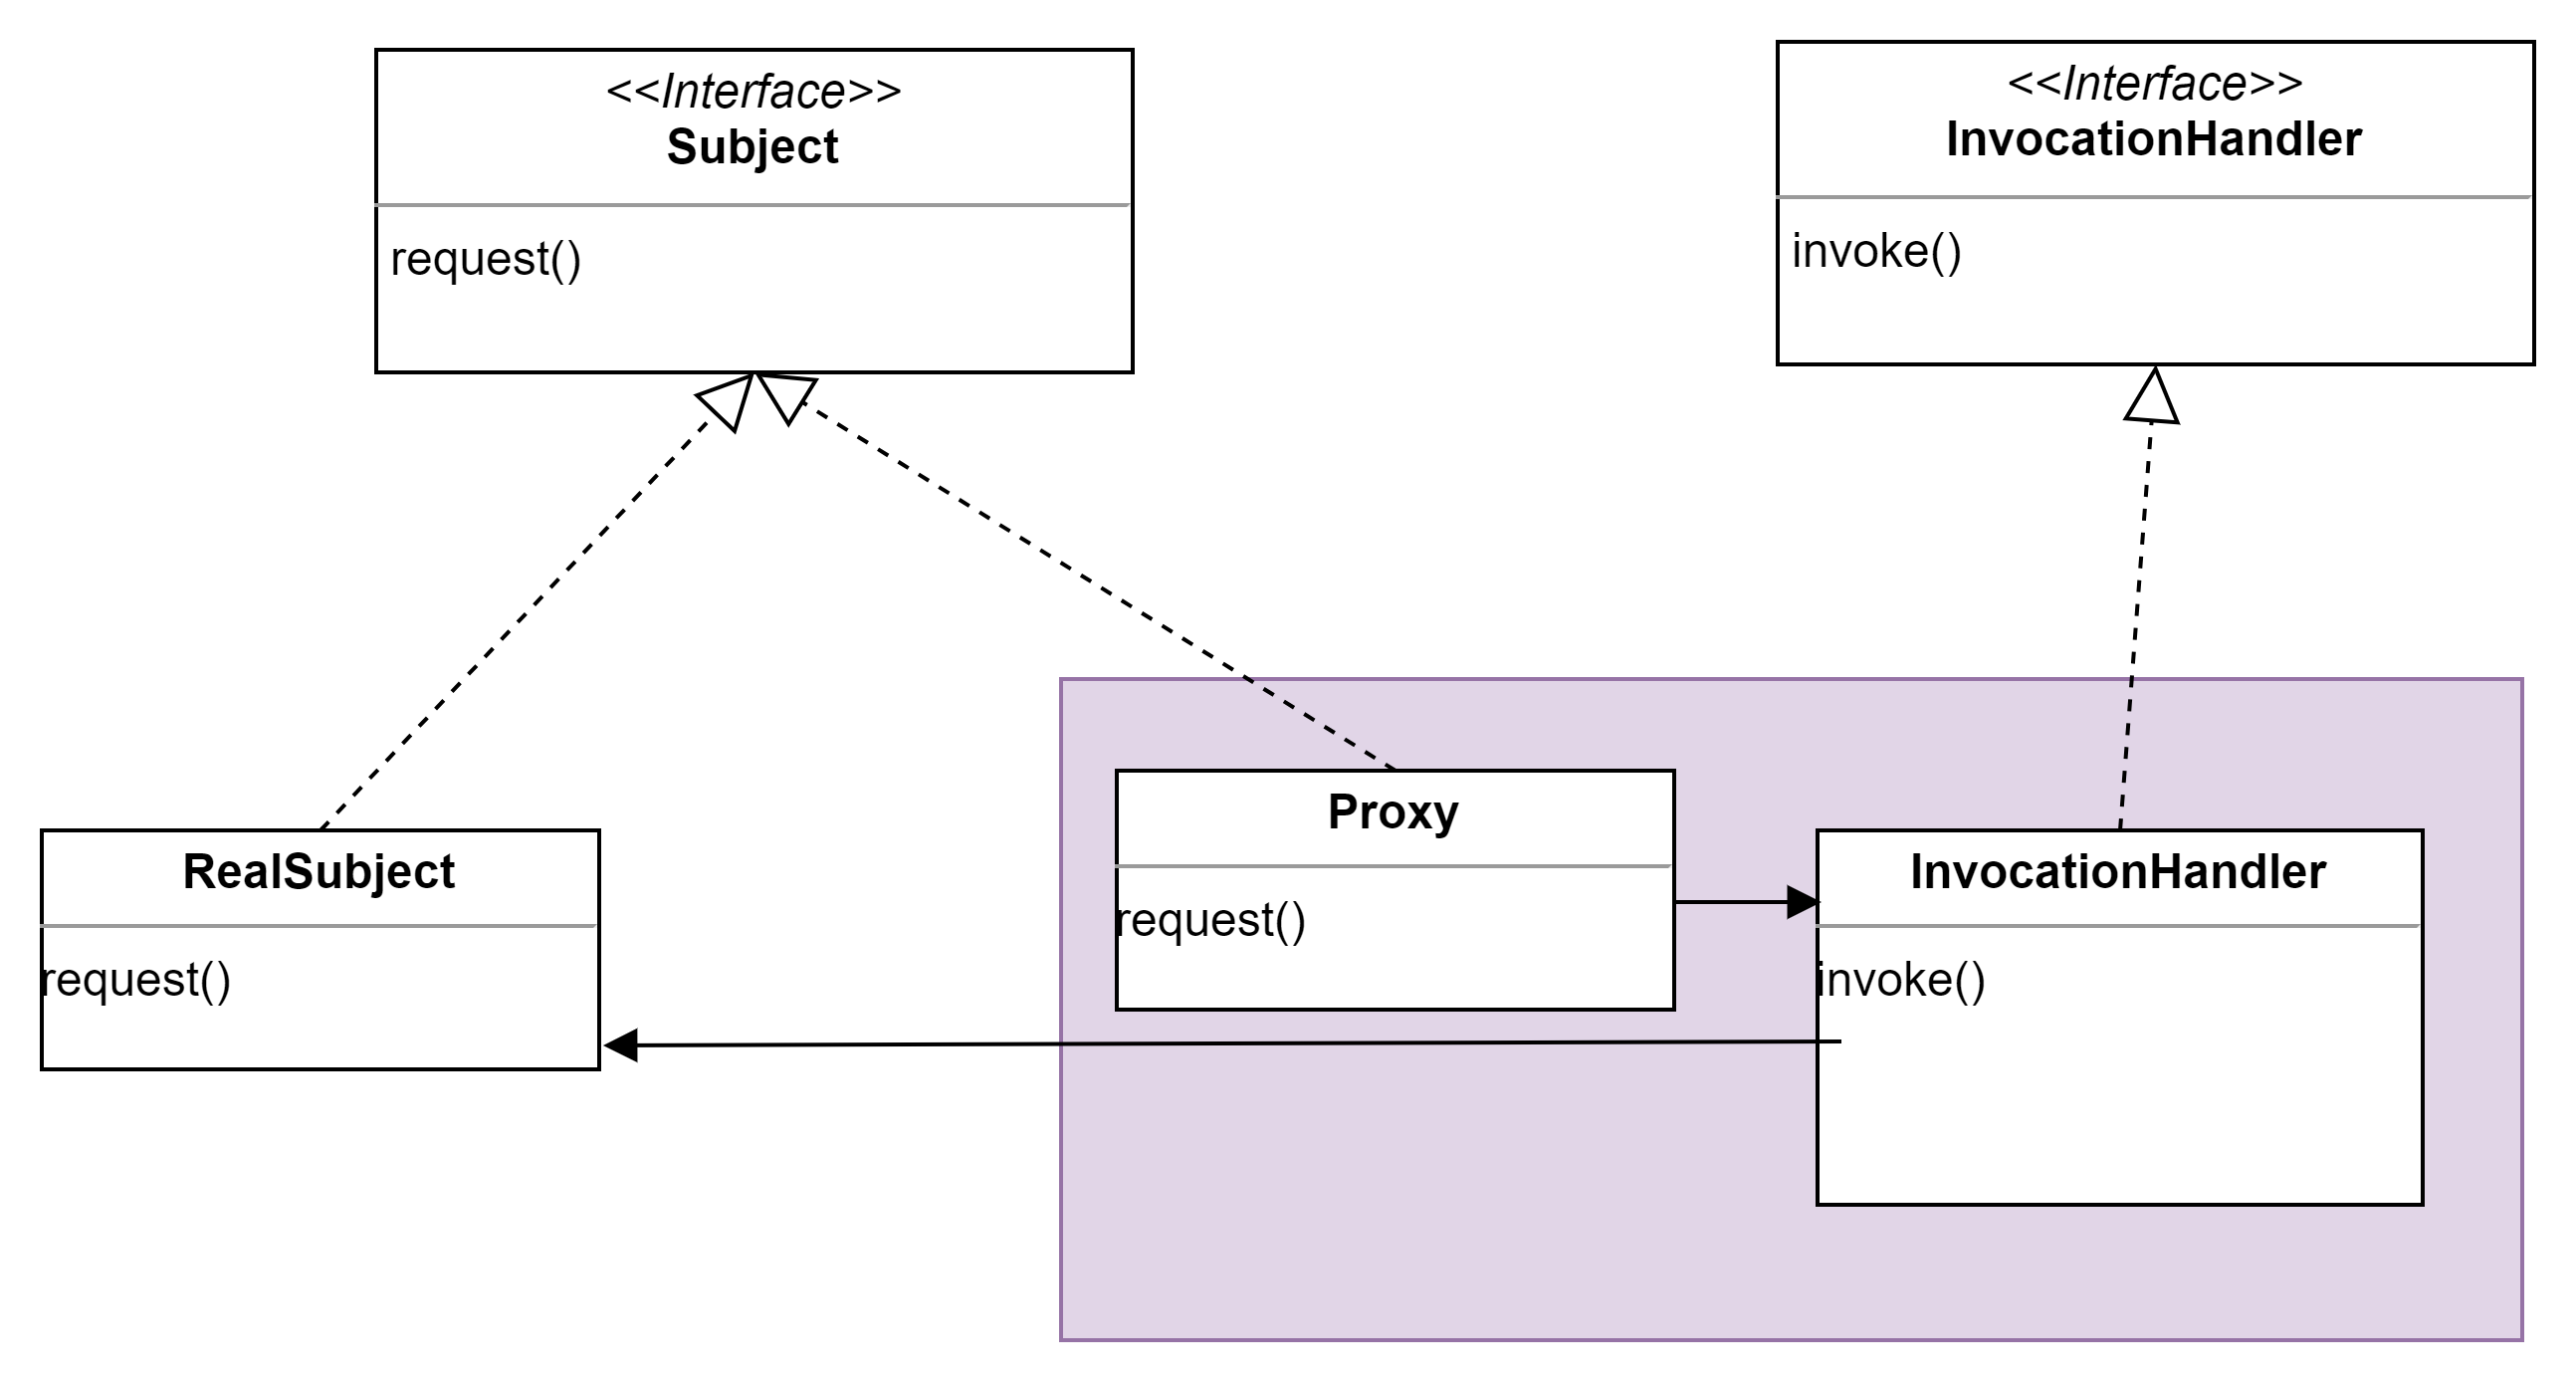 <<Interface>>
Subject
request()
<<Interface>>
InvocationHandler
invoke()
RealSubject
request()
Proxy
request()
InvocationHandler
invoke()